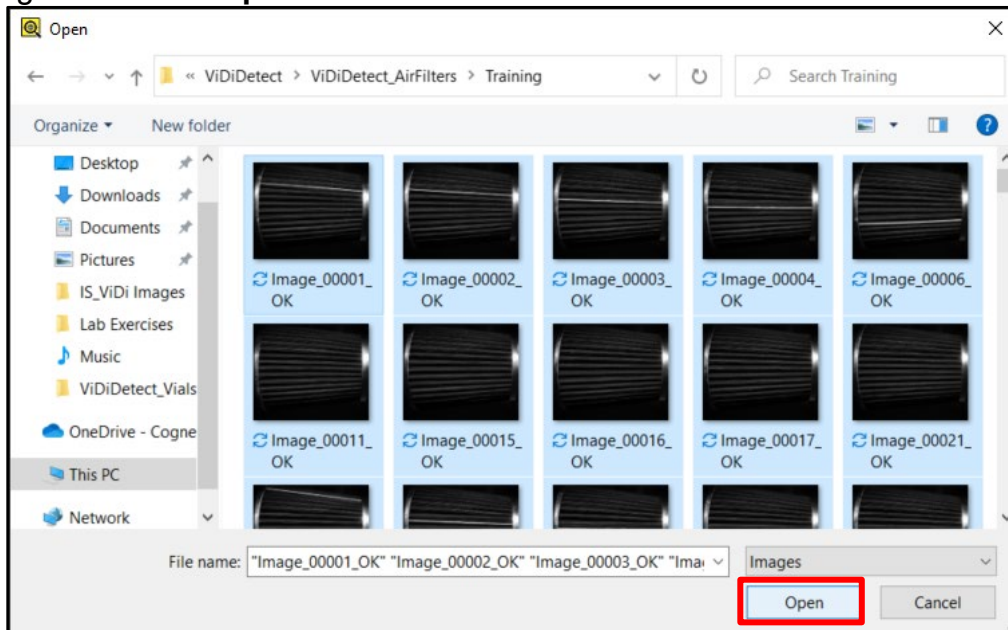 Open
« ViDiDetect > ViDiDetect_AirFilters > Training
Search Training
Organize
New folder
Desktop
Downloads
Documents
Pictures
IS_ViDi Images
Lab Exercises
Music
ViDiDetect_Vials
OneDrive - Cogne
This PC
Network
Image_00001_
OK
Image_00002_
OK
Image_00003_
OK
Image_00004_
OK
Image_00006_
OK
Image_00011_
OK
Image_00015_
OK
Image_00016_
OK
Image_00017_
OK
Image_00021_
OK
File name: "Image_00001_OK" "Image_00002_OK" "Image_00003_OK" "Ima
Images
Open
Cancel